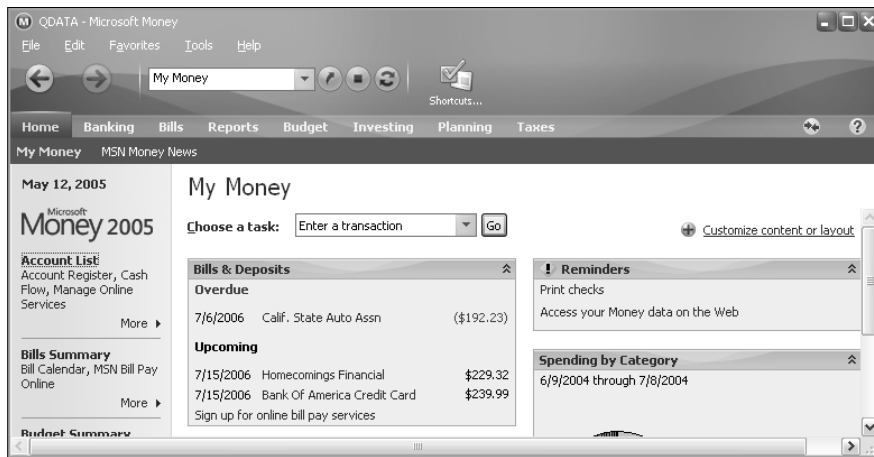 QDATA - Microsoft Money
File Edit Favorites Tools Help
My Money
Shortcuts...
Home Banking Bills Reports Budget Investing Planning Taxes
My Money MSN Money News
May 12, 2005
Microsoft
Money 2005
Account List
Account Register, Cash
Flow, Manage Online
Services
More
Bills Summary
Bill Calendar, MSN Bill Pay
Online
More
Budget Summary
My Money
Choose a task: Enter a transaction Go
Customize content or layout
Bills & Deposits
Overdue
7/6/2006 Calif. State Auto Assn ($192.23)
Upcoming
7/15/2006 Homecomings Financial $229.32
7/15/2006 Bank Of America Credit Card $239.99
Sign up for online bill pay services
! Reminders
Print checks
Access your Money data on the Web
Spending by Category
6/9/2004 through 7/8/2004